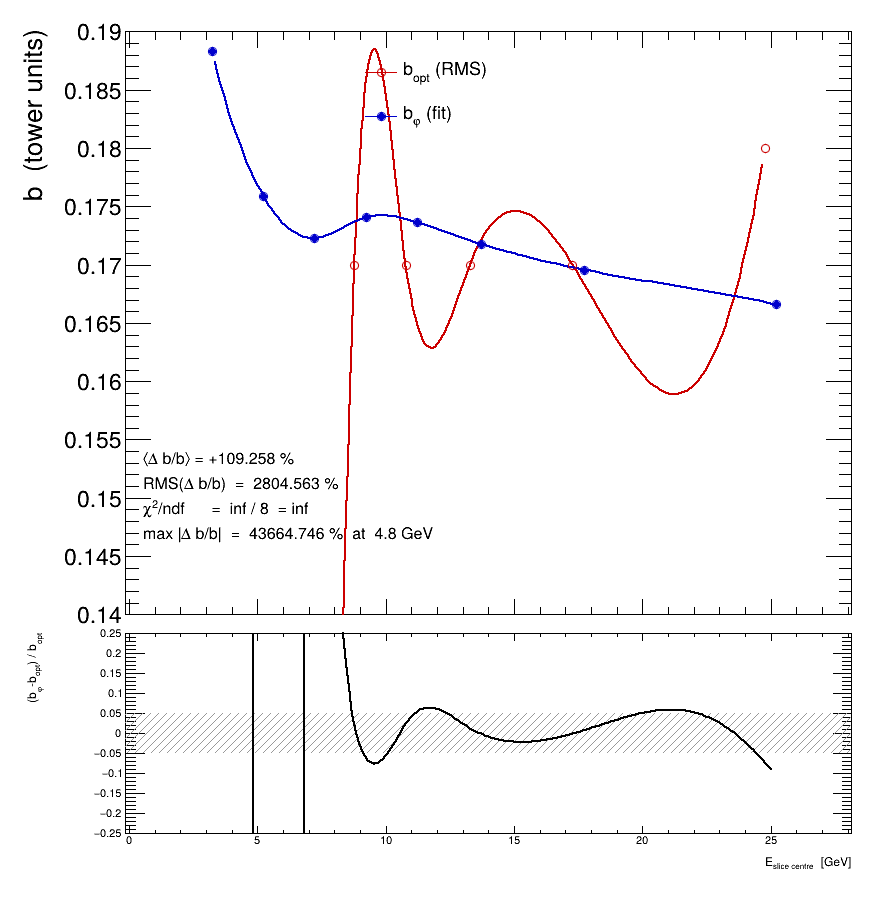 b (tower units)
0.19
0.185
0.18
0.175
0.17
0.165
0.16
0.155
0.15
0.145
0.14
b_opt (RMS)
b_φ (fit)
⟨Δ b/b⟩ = +109.258 %
RMS(Δ b/b) = 2804.563 %
χ²/ndf = inf / 8 = inf
max |Δ b/b| = 43664.746 % at 4.8 GeV
(b_φ-b_opt) / b_opt
0.25
0.2
0.15
0.1
0.05
0
−0.05
−0.1
−0.15
−0.2
−0.25
0 5 10 15 20 25
E_slice centre [GeV]